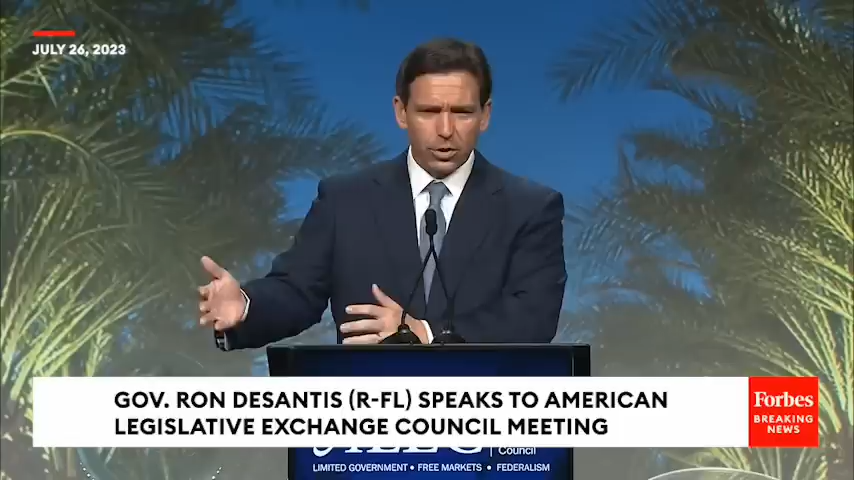 JULY 26, 2023
GOV. RON DESANTIS (R-FL) SPEAKS TO AMERICAN
LEGISLATIVE EXCHANGE COUNCIL MEETING
Forbes
BREAKING
NEWS
Council
LIMITED GOVERNMENT • FREE MARKETS • FEDERALISM